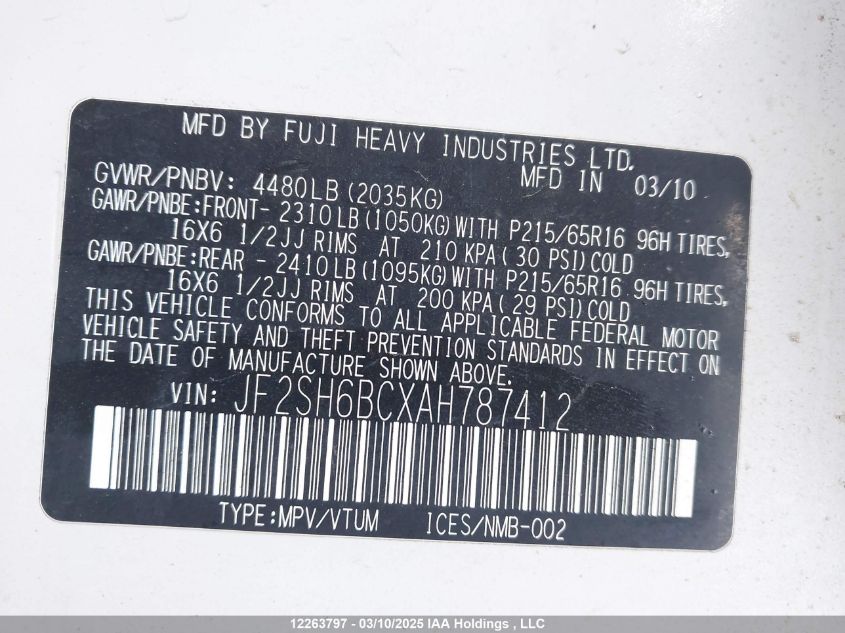 MFD BY FUJI HEAVY INDUSTRIES LTD.
MFD IN 03/10
GVWR/PNBV: 4480LB(2035KG)
GAWR/PNBE:FRONT- 2310LB(1050KG)WITH P215/65R16 96H TIRES,
16X6 1/2JJ RIMS AT 210 KPA( 30 PSI)COLD
GAWR/PNBE:REAR - 2410LB(1095KG)WITH P215/65R16 96H TIRES,
16X6 1/2JJ RIMS AT 200 KPA( 29 PSI)COLD
THIS VEHICLE CONFORMS TO ALL APPLICABLE FEDERAL MOTOR
VEHICLE SAFETY AND THEFT PREVENTION STANDARDS IN EFFECT ON
THE DATE OF MANUFACTURE SHOWN ABOVE.
VIN: JF2SH6BCXAH787412
TYPE:MPV/VTUM ICES/NMB-002
12263797 - 03/10/2025 IAA Holdings , LLC